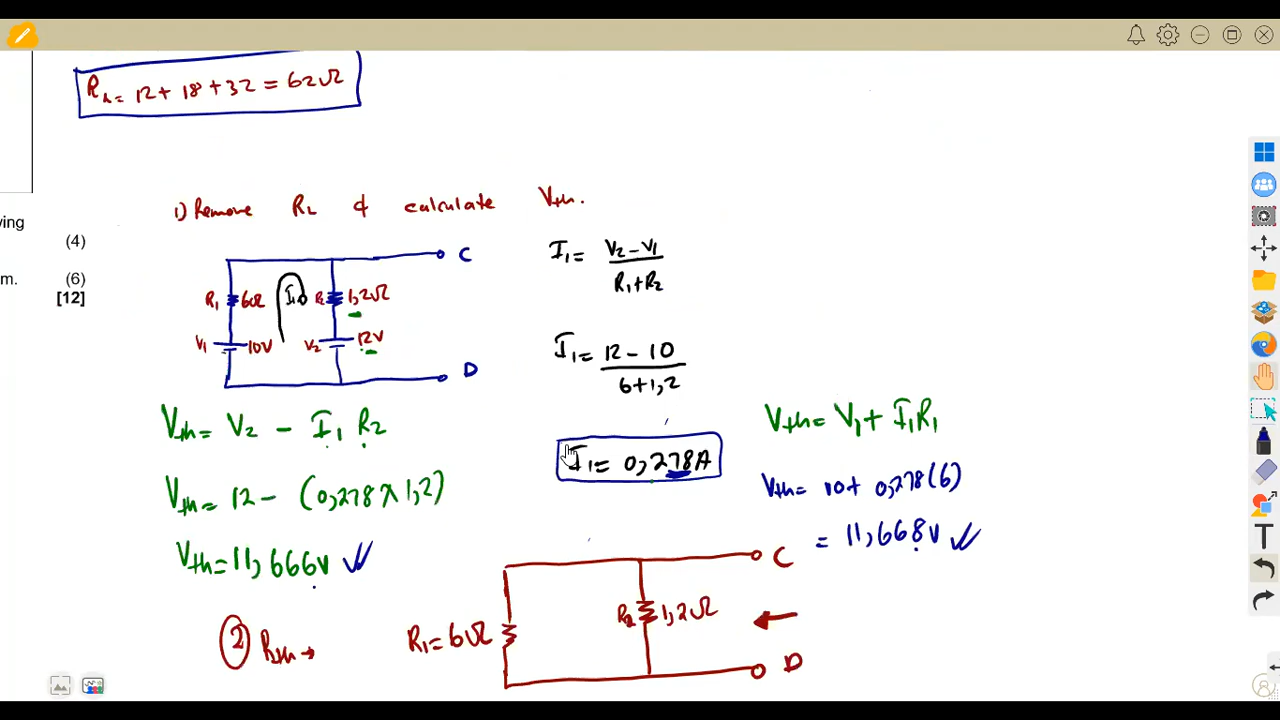 Rₙ= 12 + 18 + 32 = 62Ω
ving
(4)
m.
(6)
[12]
1) Remove R₂ & calculate Vth.
C
R₁ 6Ω
I₁
R₂ 1,2Ω
V₁ 10V
V₂ 12V
D
I₁ = V₂ - V₁ / R₁ + R₂
I₁ = 12 - 10 / 6 + 1,2
I₁ = 0,278A
Vth = V₂ - I₁ R₂
Vth = 12 - (0,278 x 1,2)
Vth = 11,666V ✓✓
Vth = V₁ + I₁R₁
Vth = 10 + 0,278(6)
= 11,668V ✓✓
② Rth →
R₁ = 6Ω
R₂ 1,2Ω
C
D
T